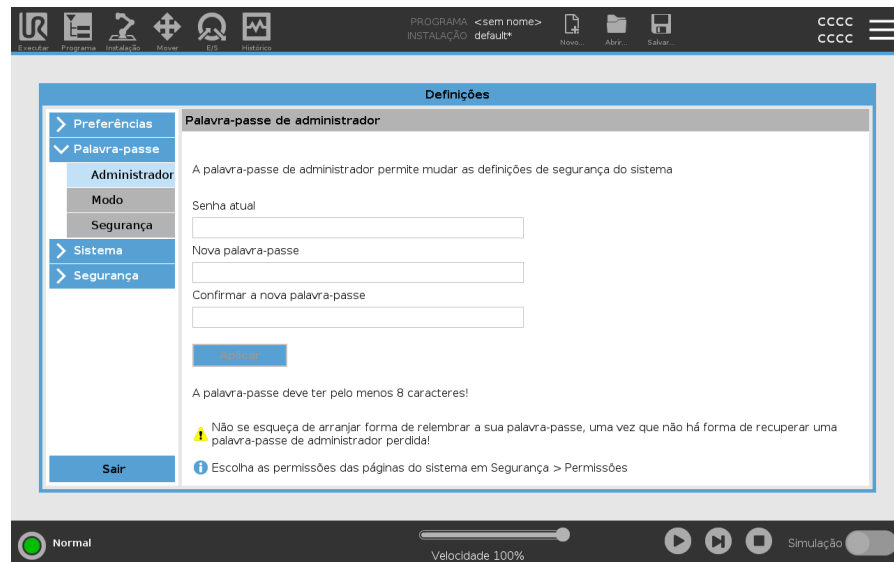 PROGRAMA <sem nome>
INSTALAÇÃO default*
cccc
cccc
Executar Programa Instalação Mover E/S Histórico Novo... Abrir... Salvar...
Definições
Preferências
Palavra-passe
Administrador
Modo
Segurança
Sistema
Segurança
Sair
Palavra-passe de administrador
A palavra-passe de administrador permite mudar as definições de segurança do sistema
Senha atual
Nova palavra-passe
Confirmar a nova palavra-passe
Aplicar
A palavra-passe deve ter pelo menos 8 caracteres!
Não se esqueça de arranjar forma de relembrar a sua palavra-passe, uma vez que não há forma de recuperar uma
palavra-passe de administrador perdida!
Escolha as permissões das páginas do sistema em Segurança > Permissões
Normal
Velocidade 100%
Simulação